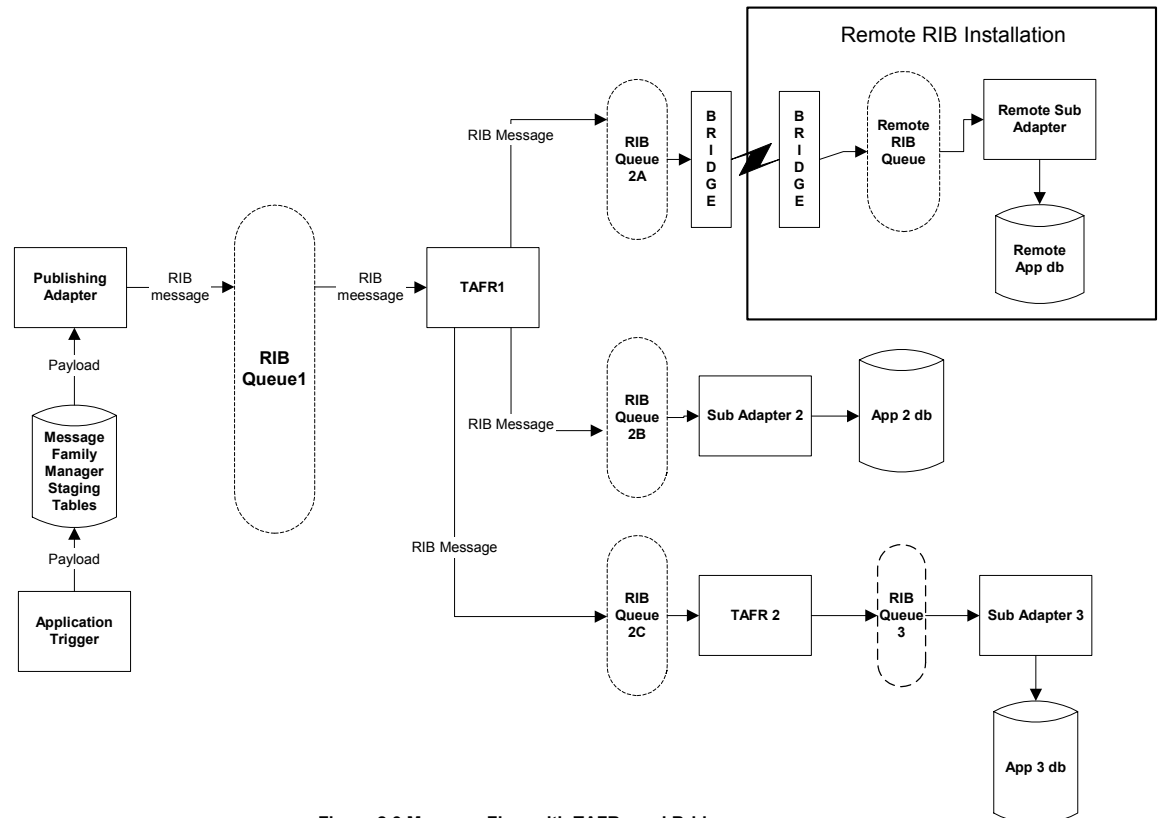 Remote RIB Installation
RIB Message
RIB
Queue
2A
B
R
I
D
G
E
B
R
I
D
G
E
Remote
RIB
Queue
Remote Sub
Adapter
Remote
App db
Publishing
Adapter
RIB
message
RIB
Queue1
RIB
meessage
TAFR1
Payload
Message
Family
Manager
Staging
Tables
Payload
Application
Trigger
RIB Message
RIB
Queue
2B
Sub Adapter 2
App 2 db
RIB Message
RIB
Queue
2C
TAFR 2
RIB
Queue
3
Sub Adapter 3
App 3 db